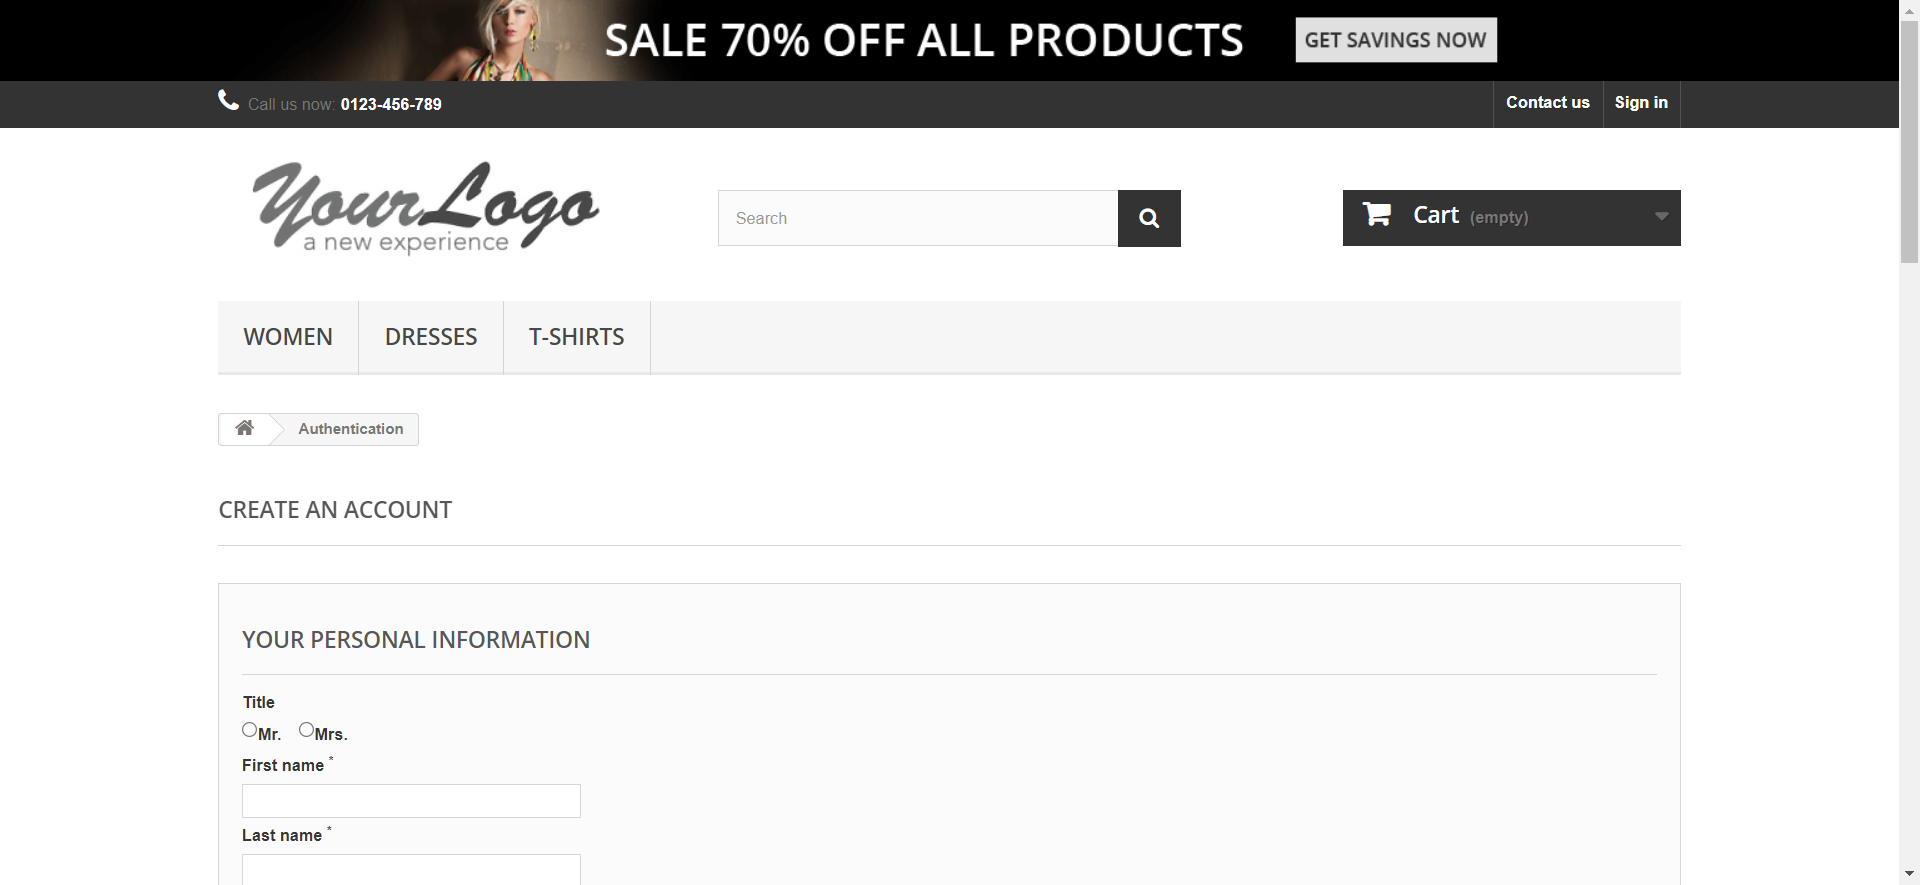 SALE 70% OFF ALL PRODUCTS GET SAVINGS NOW
Call us now: 0123-456-789 Contact us Sign in
YourLogo
a new experience
Search
Cart (empty)
WOMEN DRESSES T-SHIRTS
Authentication
CREATE AN ACCOUNT
YOUR PERSONAL INFORMATION
Title
Mr. Mrs.
First name *
Last name *